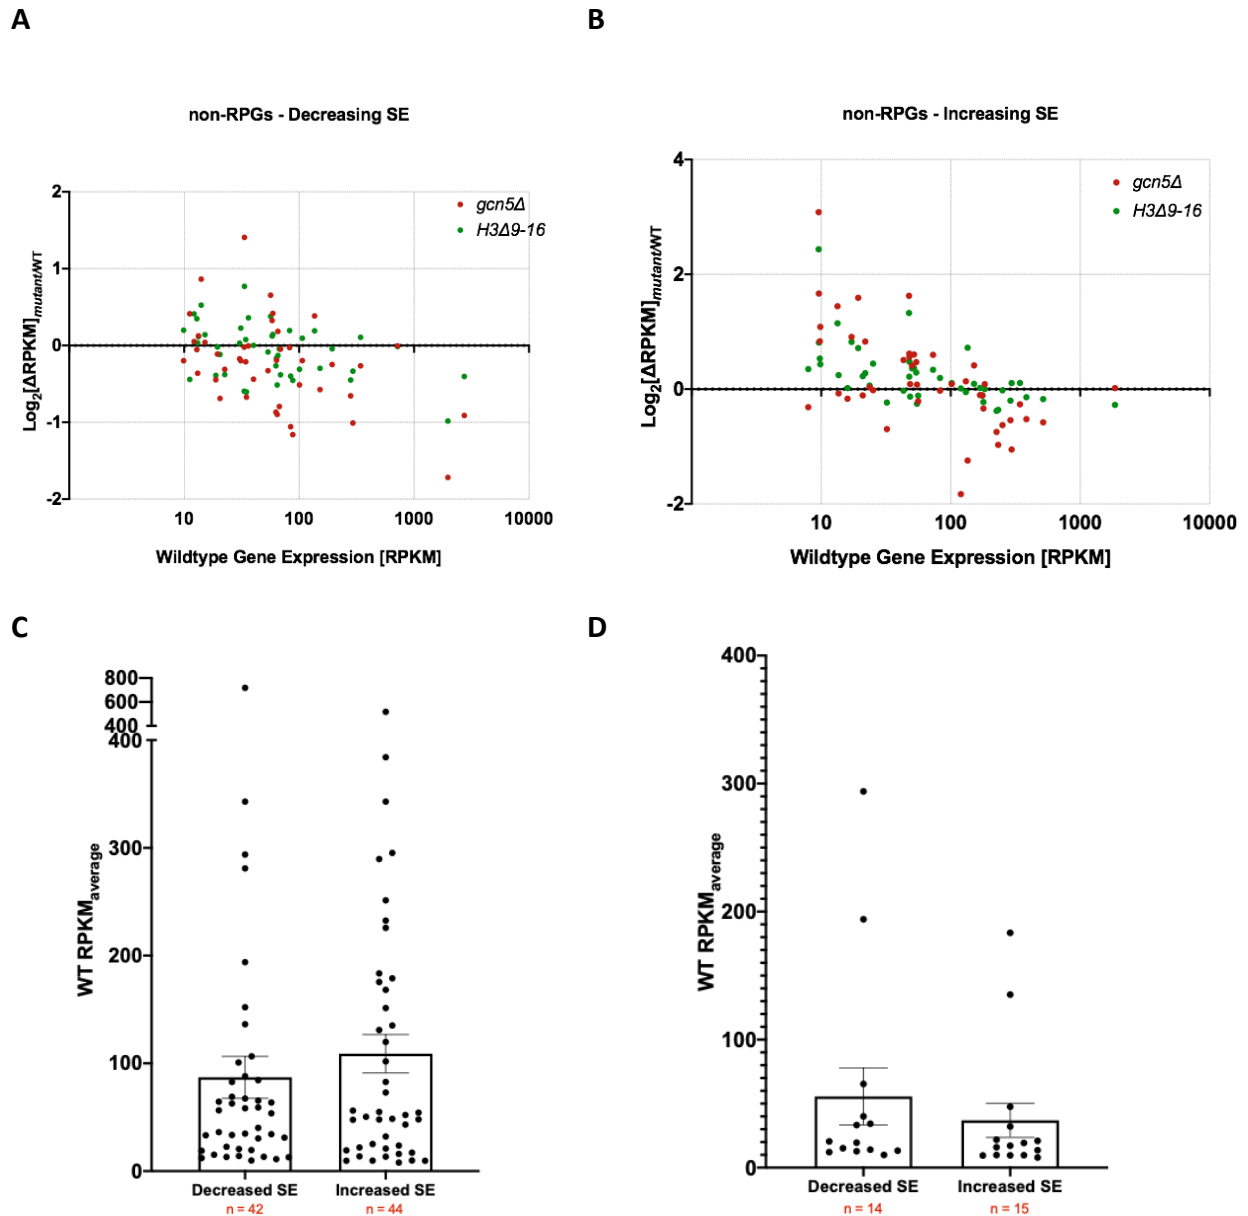 A
B
non-RPGs - Decreasing SE
non-RPGs - Increasing SE
gcn5Δ
H3Δ9-16
2
1
0
-1
-2
Log2[ΔRPKM]mutant/WT
10
100
1000
10000
Wildtype Gene Expression [RPKM]
gcn5Δ
H3Δ9-16
4
2
0
-2
Log2[ΔRPKM]mutant/WT
10
100
1000
10000
Wildtype Gene Expression [RPKM]
C
D
800
600
400
400
300
200
100
0
WT RPKMaverage
Decreased SE
Increased SE
n = 42
n = 44
400
300
200
100
0
WT RPKMaverage
Decreased SE
Increased SE
n = 14
n = 15